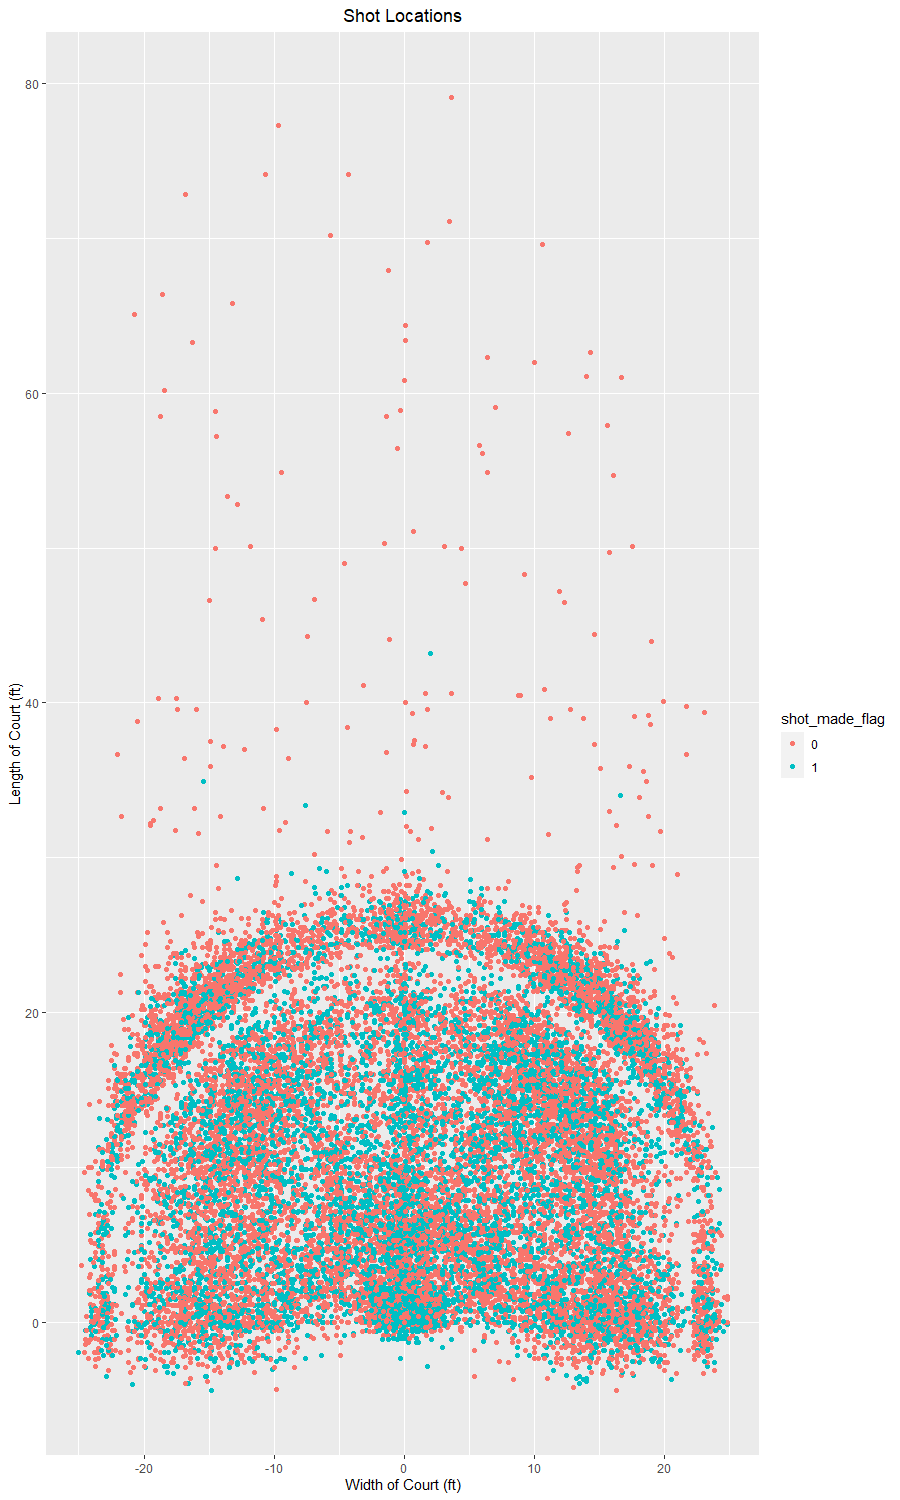 Shot Locations
80
60
40
20
0
Length of Court (ft)
-20 -10 0 10 20
Width of Court (ft)
shot_made_flag
0
1